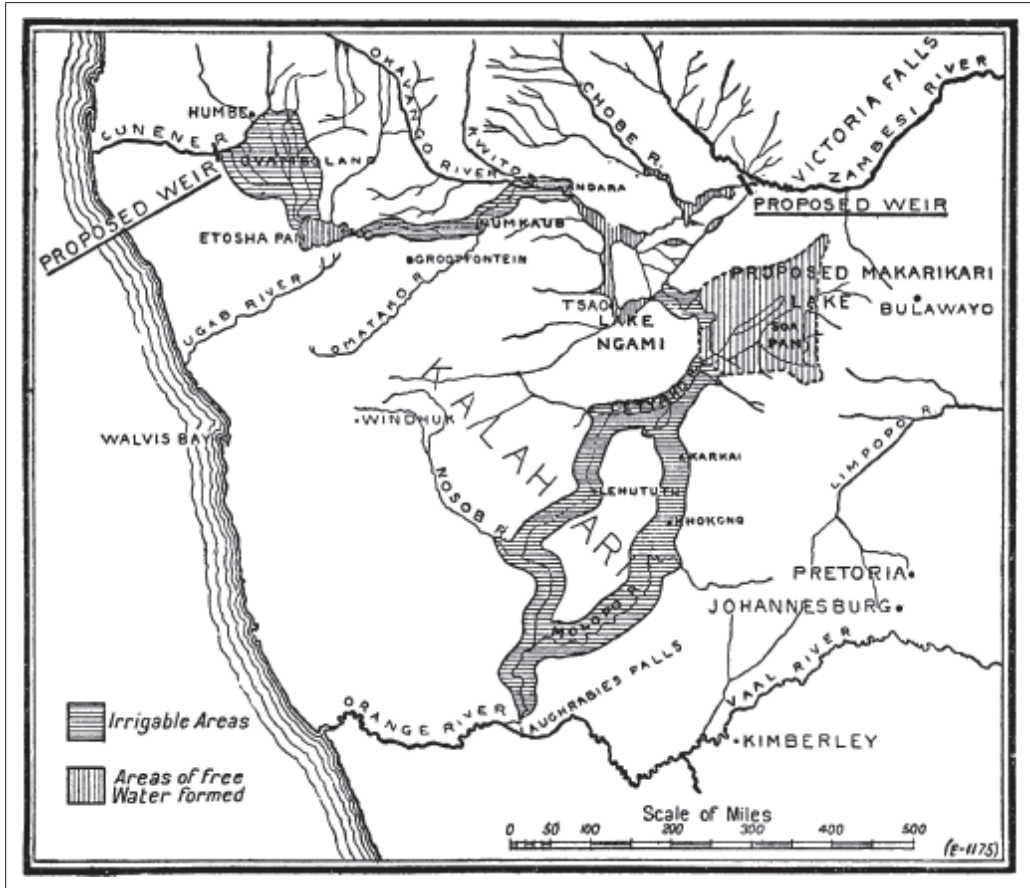 OKAVANGO RIVER
KWITO
CHOBE R.
VICTORIA FALLS
ZAMBESI RIVER
HUMBE
CUNENE R.
OVAMBOLAND
ANDARA
PROPOSED WEIR
PROPOSED WEIR
ETOSHA PAN
NUMKAUB
GROOTFONTEIN
UGAB RIVER
OMATAKO R.
TSAO
LAKE
NGAMI
PROPOSED MAKARIKARI
LAKE
SOA
PAN
BULAWAYO
KALAHARI
WINDHUK
WALVIS BAY
NOSOB R.
KARKAI
LEHUTUTU
KHOKONG
LIMPOPO R.
PRETORIA
JOHANNESBURG
MOLOPO R.
VAAL RIVER
ORANGE RIVER
AUGHRABIES FALLS
KIMBERLEY
Irrigable Areas
Areas of free
Water formed
Scale of Miles
0 50 100 200 300 400 500
(E-1175)